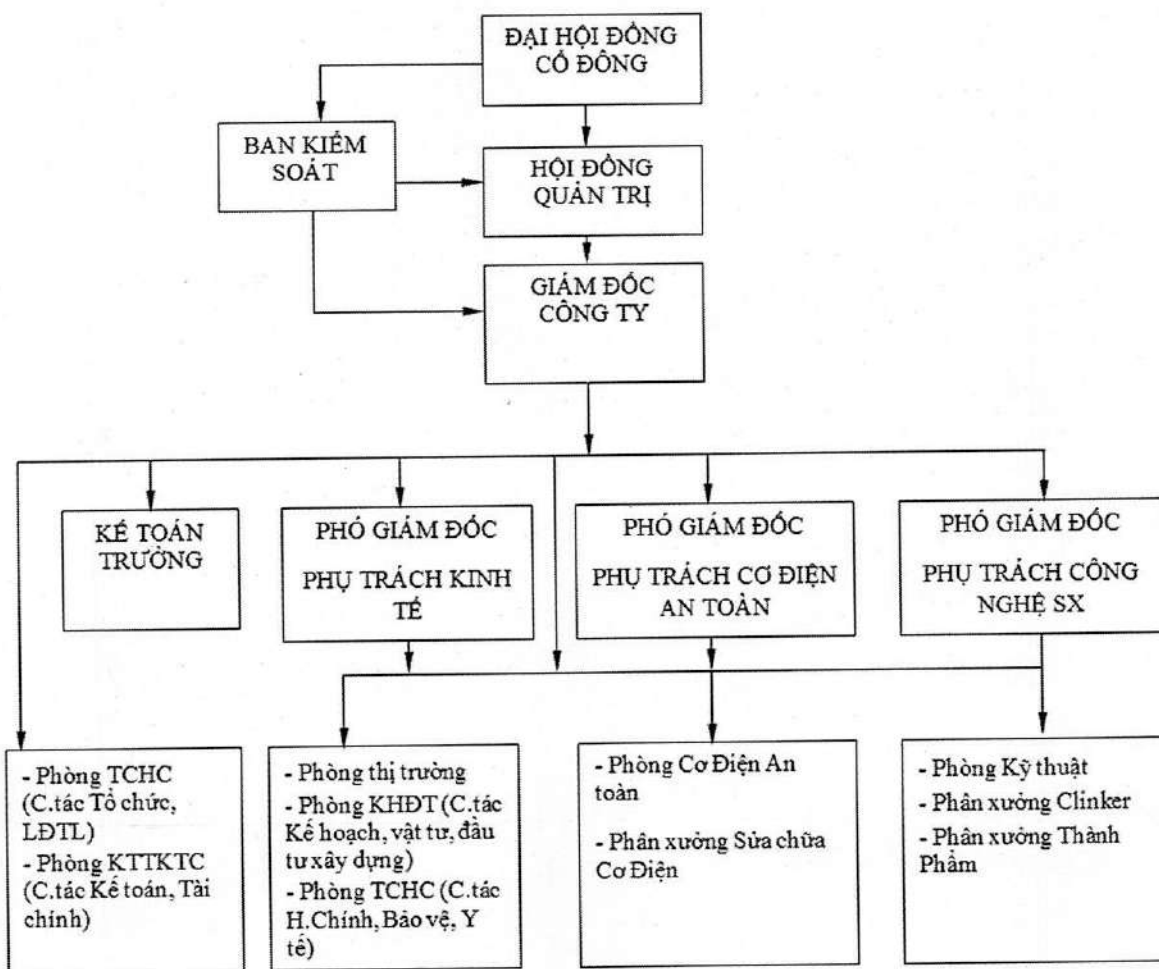 ĐẠI HỘI ĐỒNG
CỔ ĐÔNG
BAN KIỂM
SOÁT
HỘI ĐỒNG
QUẢN TRỊ
GIÁM ĐỐC
CÔNG TY
KẾ TOÁN
TRƯỜNG
PHÓ GIÁM ĐỐC
PHỤ TRÁCH KINH
TẾ
PHÓ GIÁM ĐỐC
PHỤ TRÁCH CƠ ĐIỆN
AN TOÀN
PHÓ GIÁM ĐỐC
PHỤ TRÁCH CÔNG
NGHỆ SX
- Phòng TCHC
(C.tác Tổ chức,
LĐTL)
- Phòng KTTKTC
(C.tác Kế toán, Tài
chính)
- Phòng thị trường
- Phòng KHĐT (C.tác
Kế hoạch, vật tư, đầu
tư xây dựng)
- Phòng TCHC (C.tác
H.Chính, Bảo vệ, Y
tế)
- Phòng Cơ Điện An
toàn
- Phân xưởng Sửa chữa
Cơ Điện
- Phòng Kỹ thuật
- Phân xưởng Clinker
- Phân xưởng Thành
Phẩm